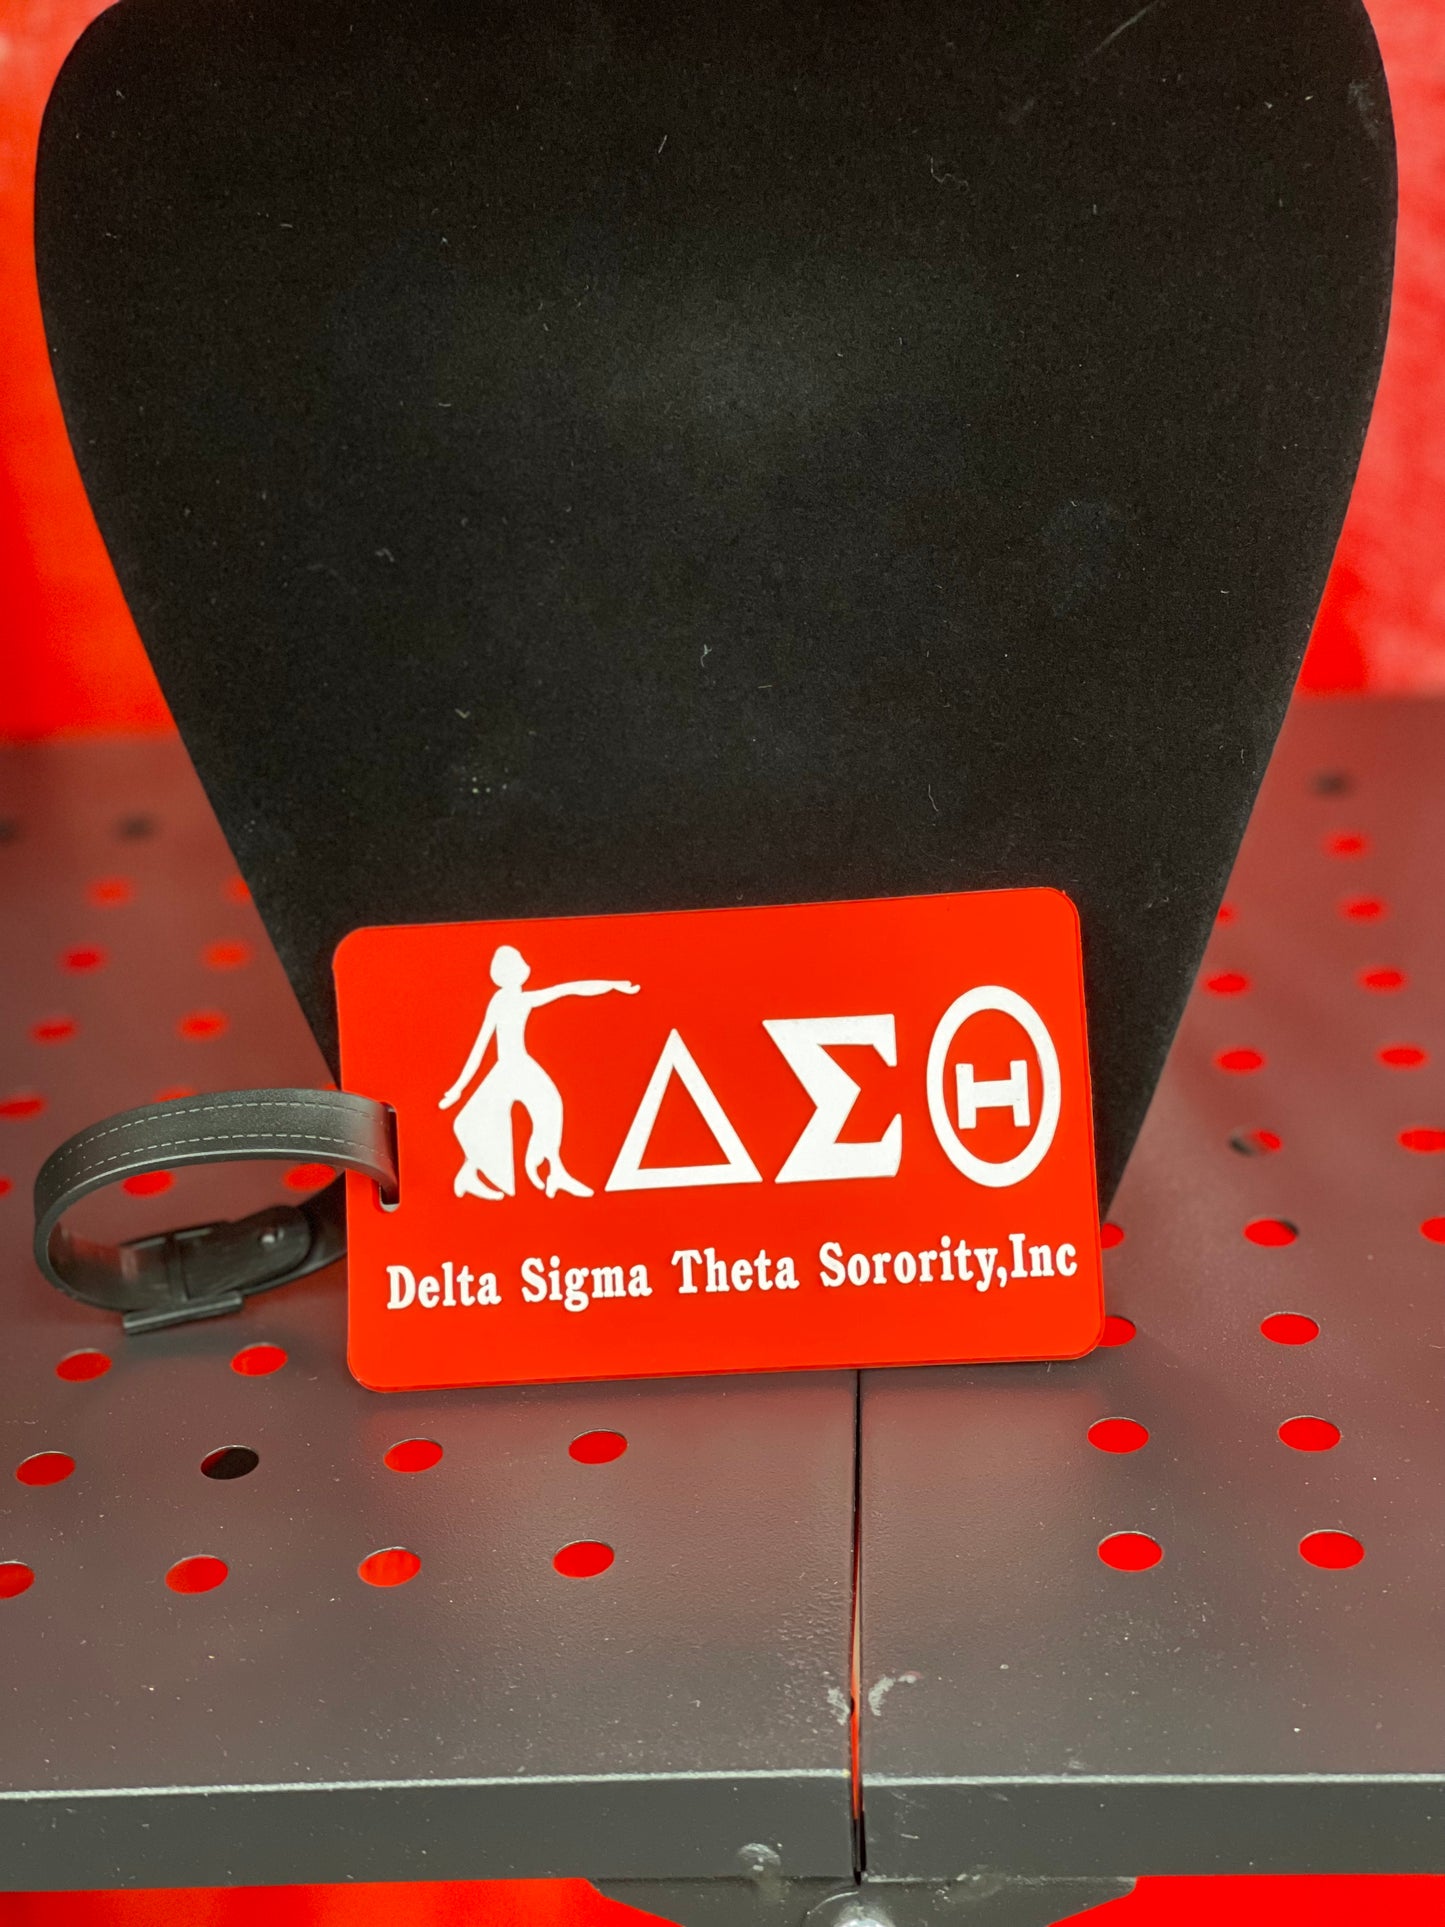 ΔΣΘ
Delta Sigma Theta Sorority,Inc